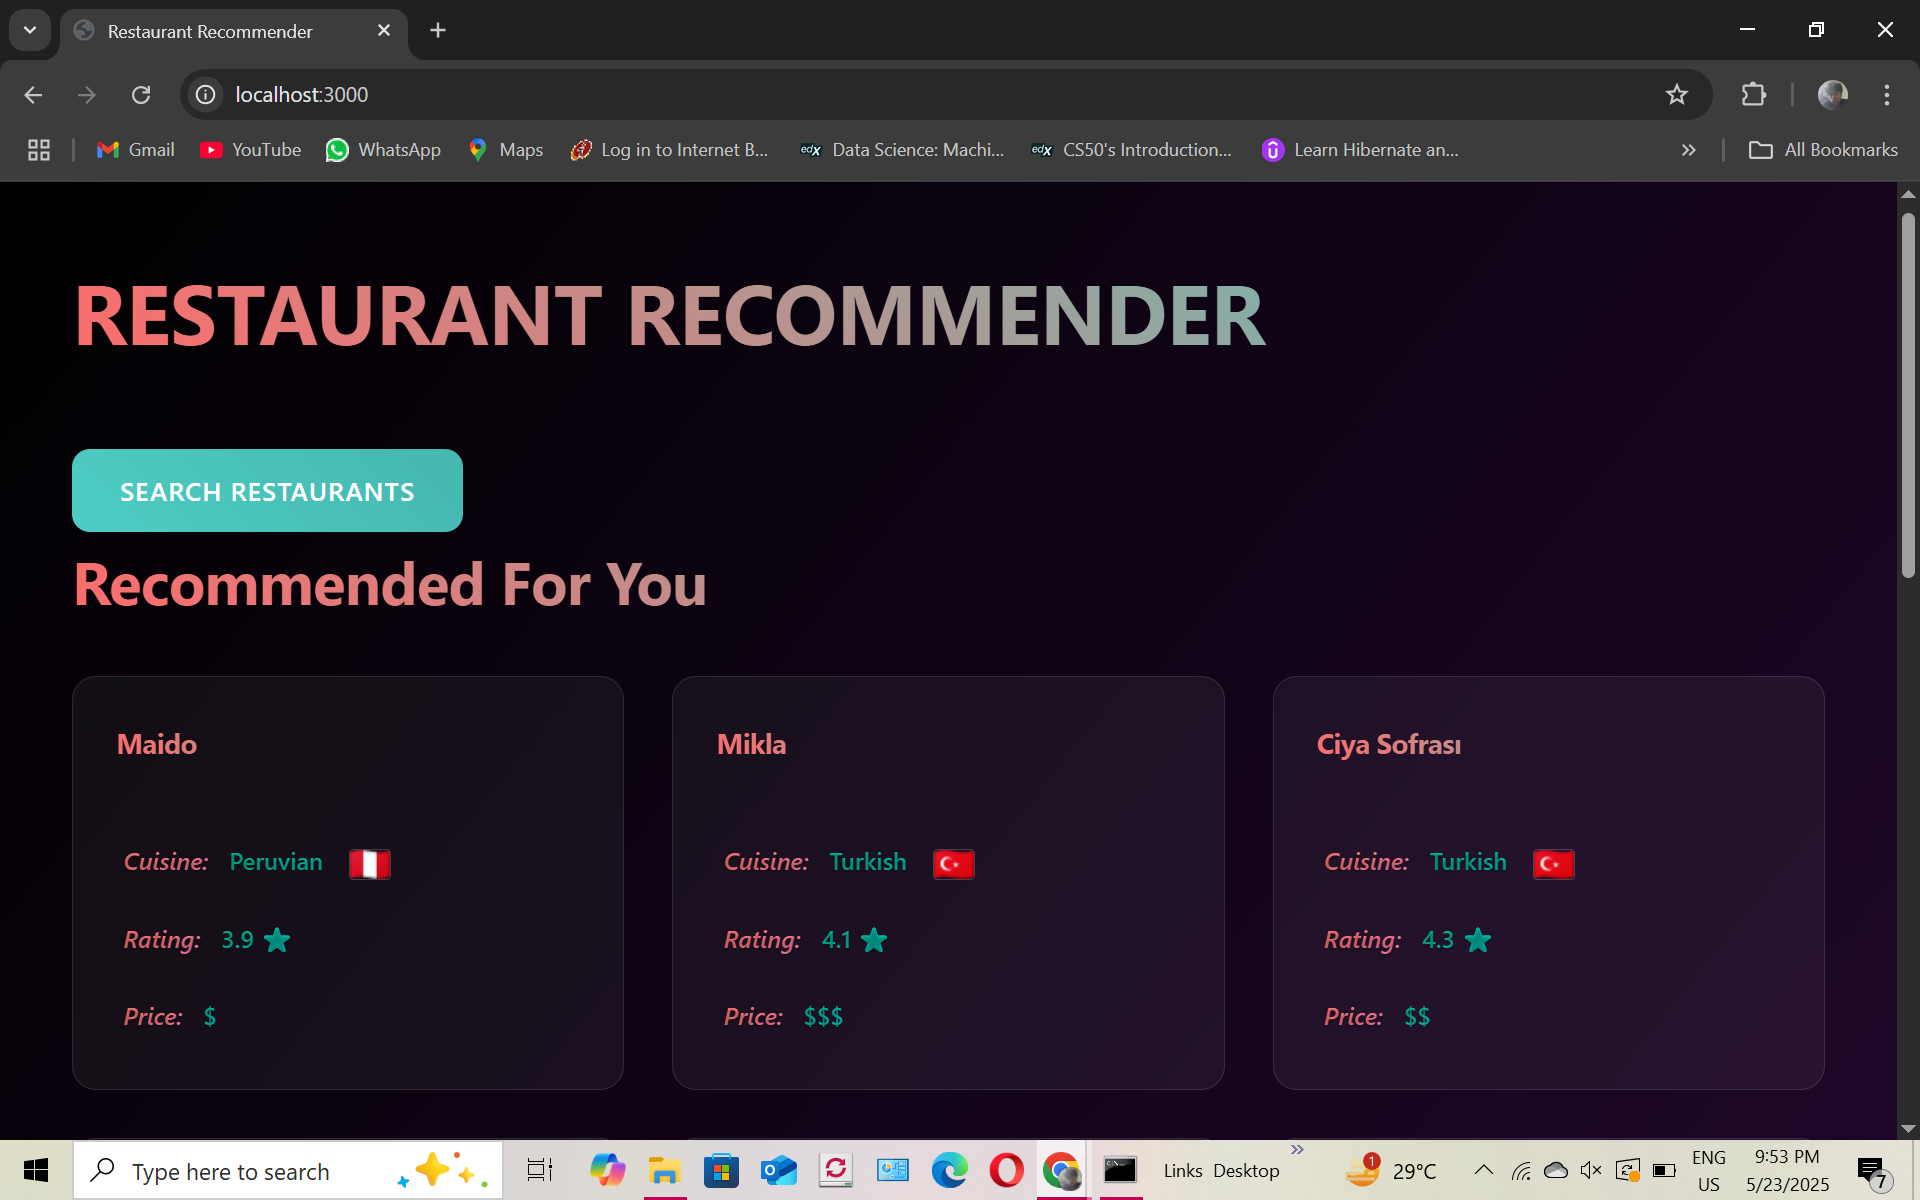 Restaurant Recommender
localhost:3000
Gmail
YouTube
WhatsApp
Maps
Log in to Internet B...
edX Data Science: Machi...
edX CS50's Introduction...
Learn Hibernate an...
All Bookmarks
RESTAURANT RECOMMENDER
SEARCH RESTAURANTS
Recommended For You
Maido
Cuisine: Peruvian
Rating: 3.9
Price: $
Mikla
Cuisine: Turkish
Rating: 4.1
Price: $$$
Ciya Sofrası
Cuisine: Turkish
Rating: 4.3
Price: $$
Type here to search
Links Desktop
1
29°C
ENG
US
9:53 PM
5/23/2025
7